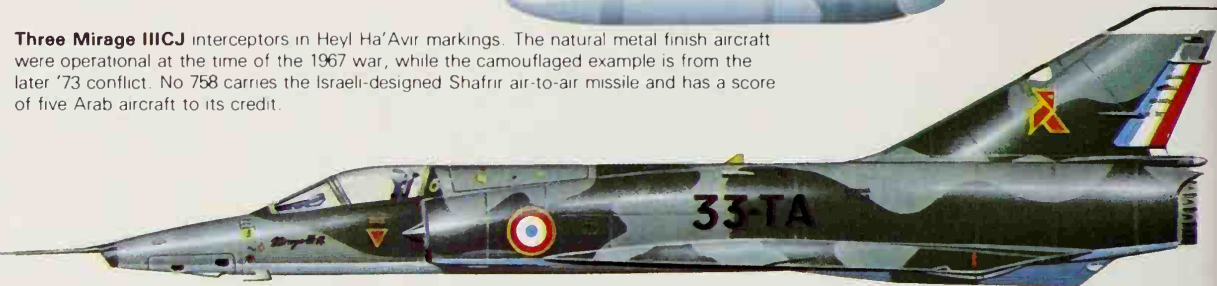 Three Mirage IIICJ interceptors in Heyl Ha'Avir markings. The natural metal finish aircraft
were operational at the time of the 1967 war, while the camouflaged example is from the
later '73 conflict. No 758 carries the Israeli-designed Shafrir air-to-air missile and has a score
of five Arab aircraft to its credit.
33-TA